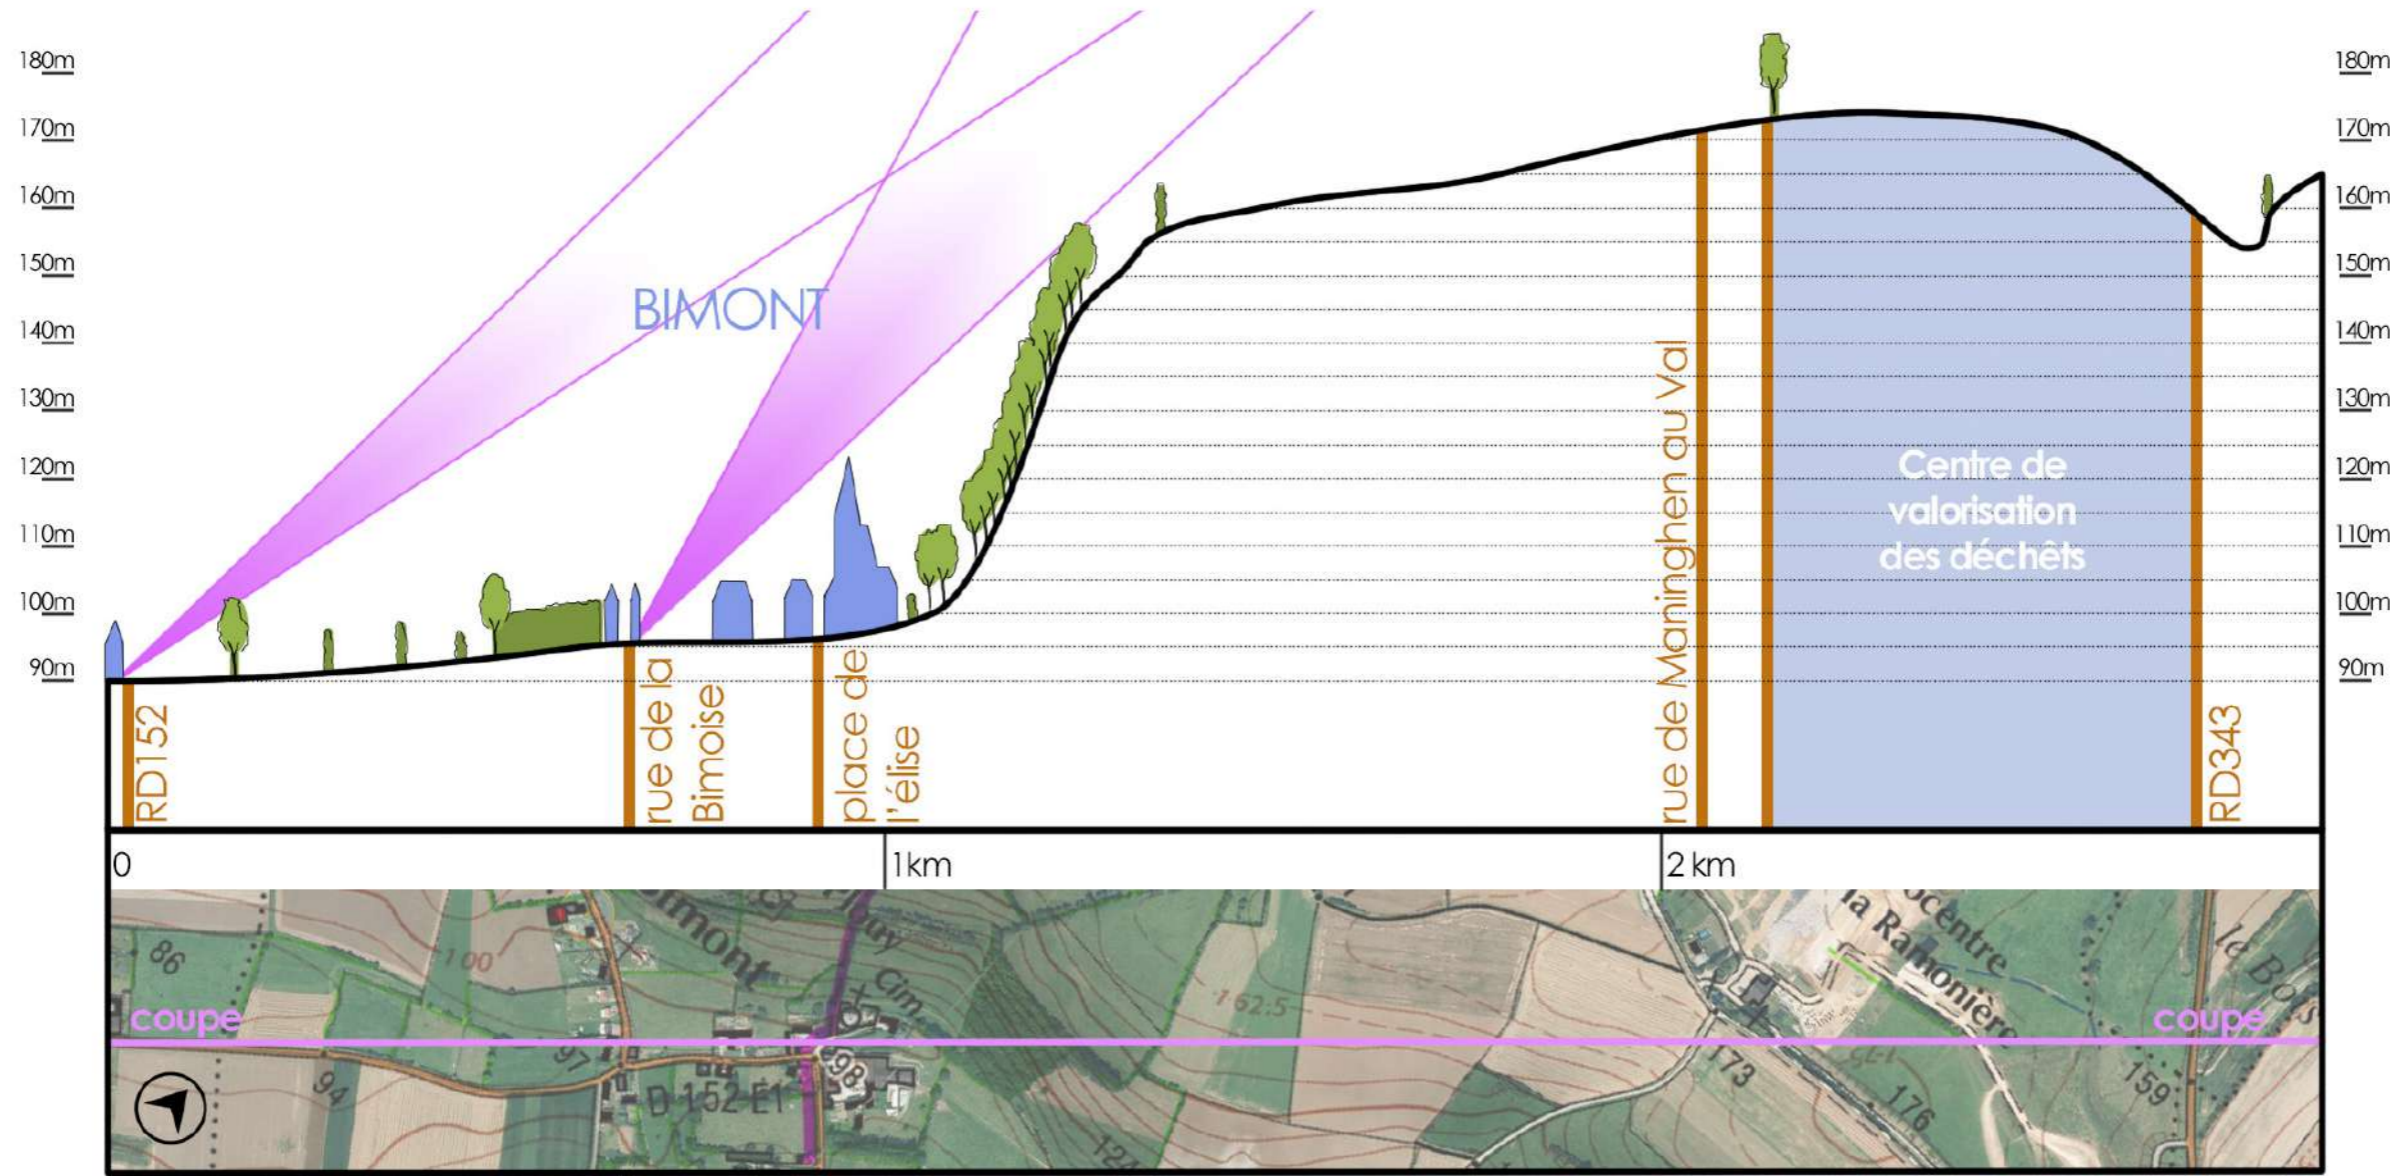 180m
170m
160m
150m
140m
130m
120m
110m
100m
90m
180m
170m
160m
150m
140m
130m
120m
110m
100m
90m
BIMONT
Centre de
valorisation
des déchêts
RD152
rue de la
Bimoise
place de
l'élise
rue de Maninghen au Val
RD343
0
1km
2 km
86
100
imont
Cim
162.5
ocentre
la Ramonière
le Bois
coupe
coupe
94
97
98
D 152 E1
124
173
176
159